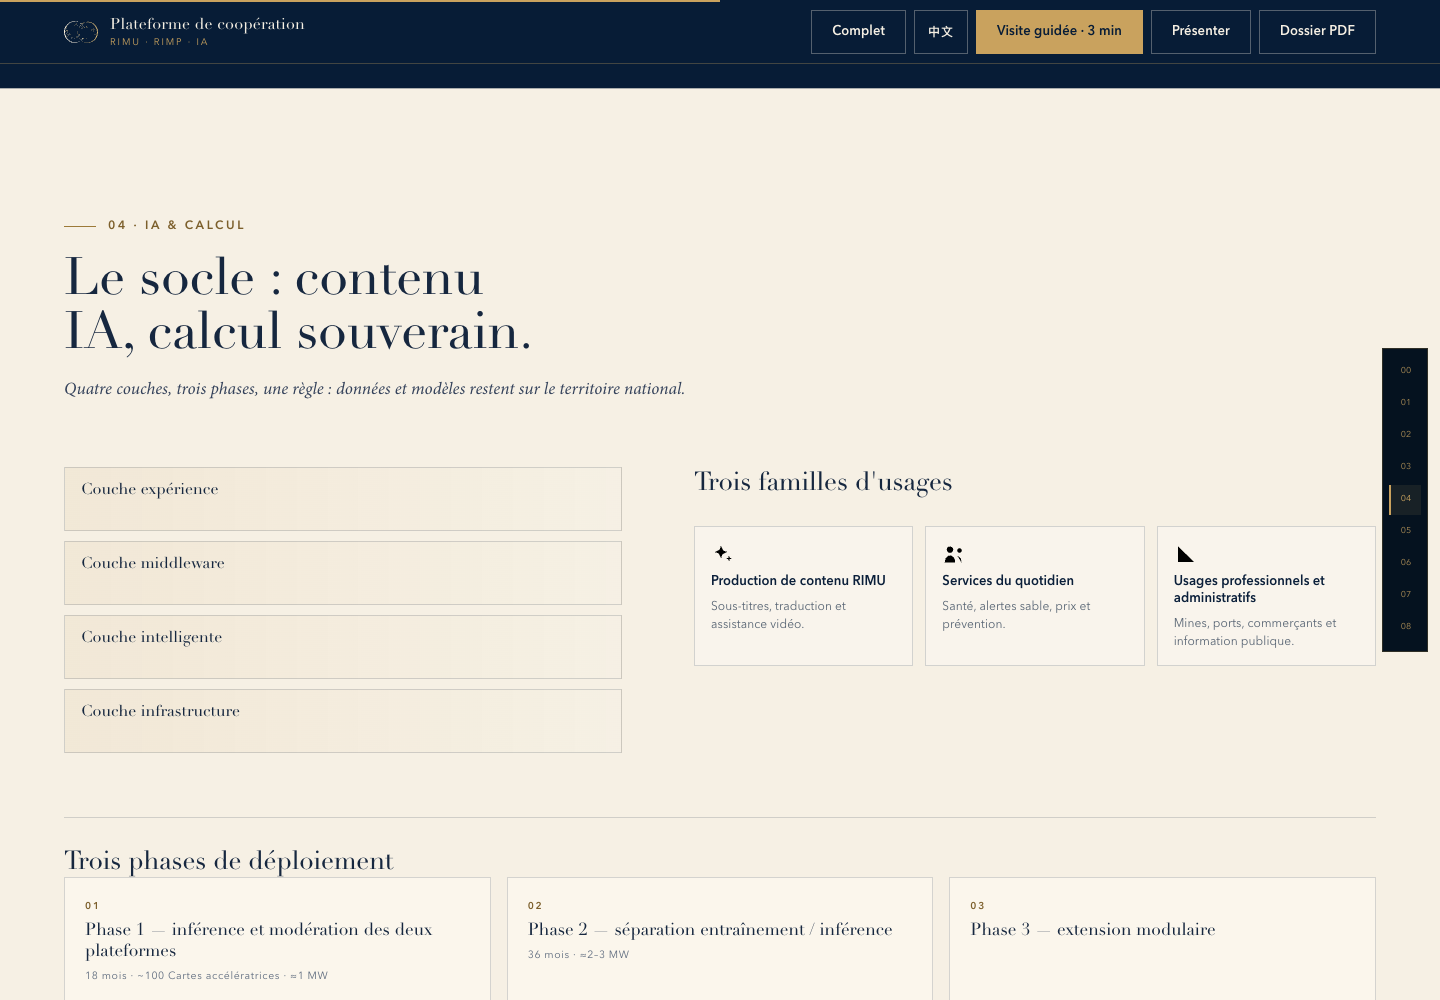 Plateforme de coopération
RIMU · RIMP · IA
Complet
中文
Visite guidée · 3 min
Présenter
Dossier PDF
04 · IA & CALCUL
Le socle : contenu
IA, calcul souverain.
Quatre couches, trois phases, une règle : données et modèles restent sur le territoire national.
Couche expérience
Couche middleware
Couche intelligente
Couche infrastructure
Trois familles d'usages
Production de contenu RIMU
Sous-titres, traduction et
assistance vidéo.
Services du quotidien
Santé, alertes sable, prix et
prévention.
Usages professionnels et
administratifs
Mines, ports, commerçants et
information publique.
00
01
02
03
04
05
06
07
08
Trois phases de déploiement
01
Phase 1 — inférence et modération des deux
plateformes
18 mois · ~100 Cartes accélératrices · ≈1 MW
02
Phase 2 — séparation entraînement / inférence
36 mois · ≈2–3 MW
03
Phase 3 — extension modulaire